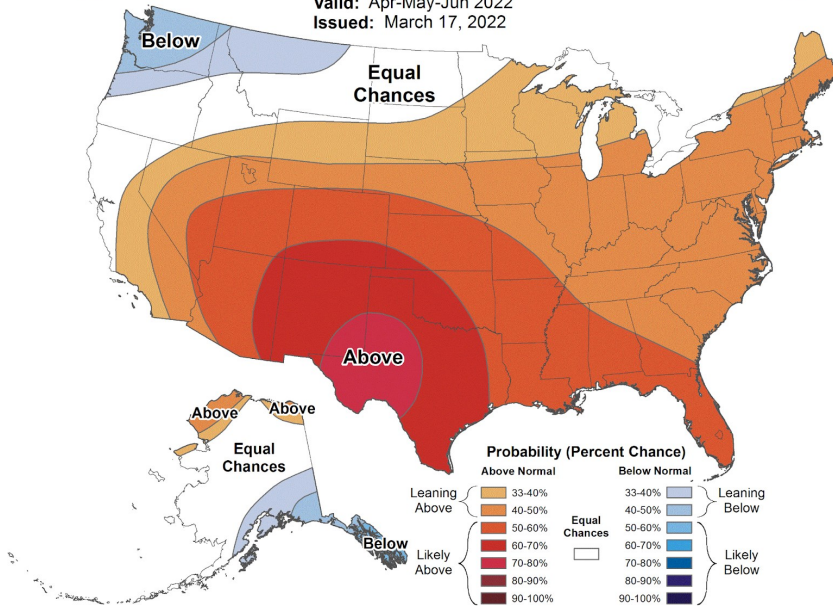 Valid: Apr-May-Jun 2022
Issued: March 17, 2022
Below
Equal
Chances
Above
Above
Above
Equal
Chances
Below
Probability (Percent Chance)
Above Normal
Below Normal
Leaning
Above
33-40%
40-50%
Likely
Above
50-60%
60-70%
70-80%
80-90%
90-100%
Equal
Chances
33-40%
40-50%
Leaning
Below
50-60%
60-70%
70-80%
80-90%
90-100%
Likely
Below